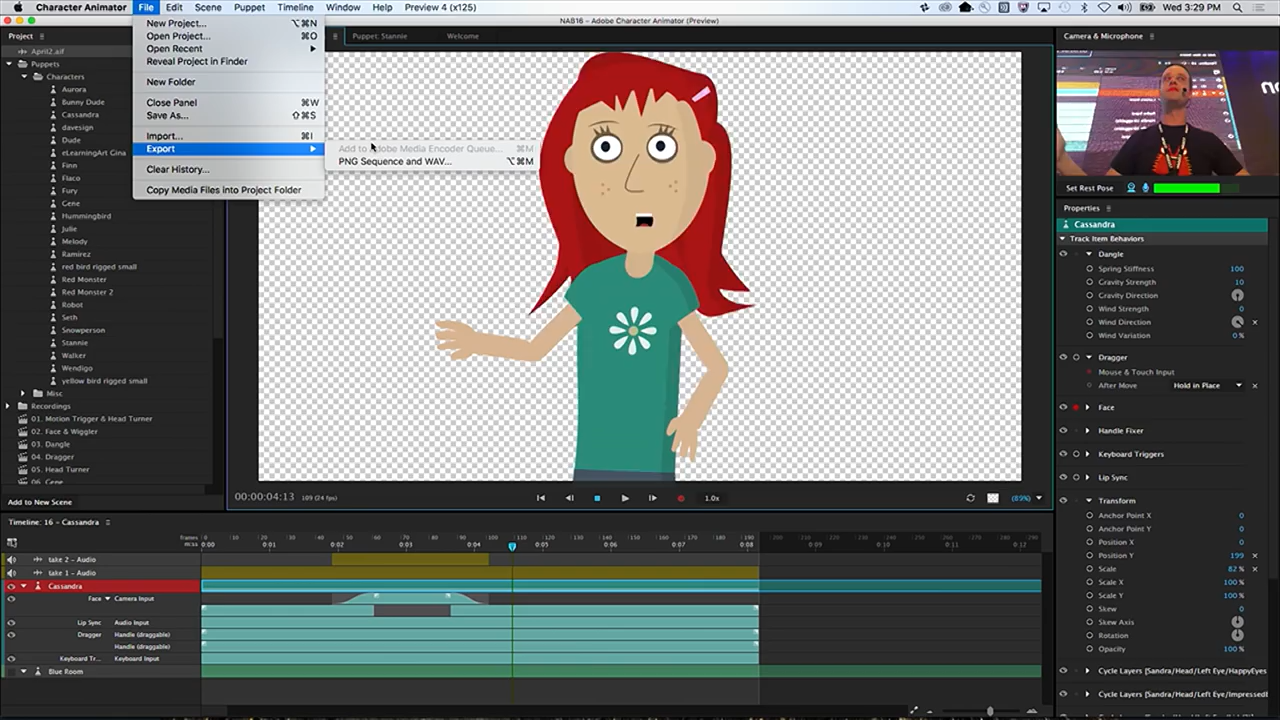 Character Animator File Edit Scene Puppet Timeline Window Help Preview 4 (x125) Wed 3:29 PM
NAB16 - Adobe Character Animator (Preview)
Project
April2.aif
Puppets
Characters
Aurora
Bunny Dude
Cassandra
davesign
Dude
eLearningArt Gina
Finn
Flaco
Fury
Gene
Hummingbird
Julie
Melody
Ramirez
red bird rigged small
Red Monster
Red Monster 2
Robot
Seth
Snowperson
Stannie
Walker
Wendigo
yellow bird rigged small
Misc
Recordings
01. Motion Trigger & Head Turner
02. Face & Wiggler
03. Dangle
04. Dragger
05. Head Turner
06. Gene
Add to New Scene
New Project... ⌥⌘N
Open Project... ⌘O
Open Recent
Reveal Project in Finder
New Folder
Close Panel ⌘W
Save As... ⇧⌘S
Import... ⌘I
Export
Clear History...
Copy Media Files into Project Folder
Add to Adobe Media Encoder Queue... ⌘M
PNG Sequence and WAV... ⌥⌘M
Puppet: Stannie Welcome
00:00:04:13 109 (24 fps) 1.0x (89%)
Camera & Microphone
Set Rest Pose
Properties
Cassandra
Track Item Behaviors
Dangle
Spring Stiffness 100
Gravity Strength 10
Gravity Direction
Wind Strength 0
Wind Direction
Wind Variation 0 %
Dragger
Mouse & Touch Input
After Move Hold in Place
Face
Handle Fixer
Keyboard Triggers
Lip Sync
Transform
Anchor Point X 0
Anchor Point Y 0
Position X 0
Position Y 199
Scale 82 %
Scale X 100 %
Scale Y 100 %
Skew 0
Skew Axis
Rotation
Opacity 100 %
Cycle Layers [Sandra/Head/Left Eye/HappyEyes
Cycle Layers [Sandra/Head/Left Eye/ImpressedE
Timeline: 16 - Cassandra
frames 0 10 20 30 40 50 60 70 80 90 100 110 120 130 140 150 160 170 180 190 200 210 220 230 240 250 260 270 280 290
m:ss 0:00 0:01 0:02 0:03 0:04 0:05 0:06 0:07 0:08 0:09 0:10 0:11 0:12
take 2 - Audio
take 1 - Audio
Cassandra
Face Camera Input
Lip Sync Audio Input
Dragger Handle (draggable)
Handle (draggable)
Keyboard Tr... Keyboard Input
Blue Room